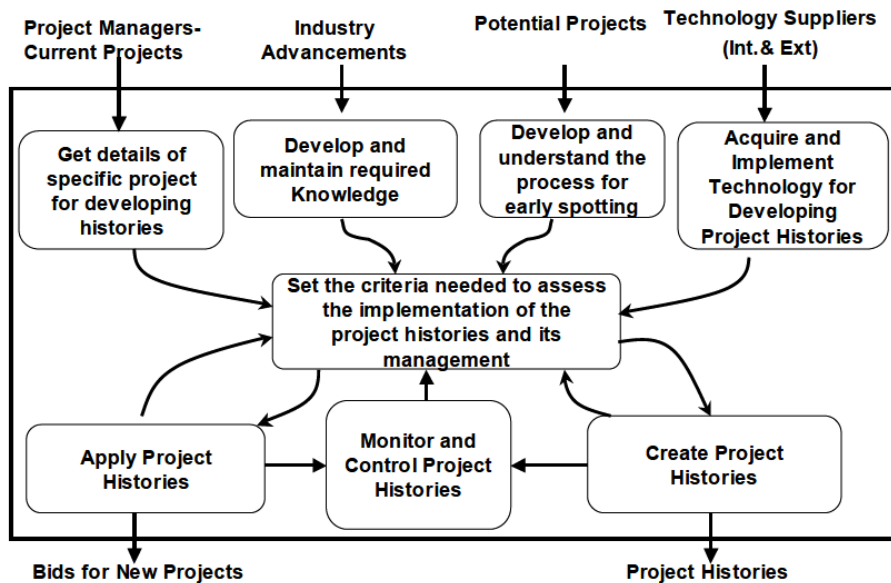 Project Managers-
Current Projects
Industry
Advancements
Potential Projects
Technology Suppliers
(Int.& Ext)
Get details of
specific project
for developing
histories
Develop and
maintain required
Knowledge
Develop and
understand the
process for
early spotting
Acquire and
Implement
Technology for
Developing
Project Histories
Set the criteria needed to assess
the implementation of the
project histories and its
management
Apply Project
Histories
Monitor and
Control Project
Histories
Create Project
Histories
Bids for New Projects
Project Histories